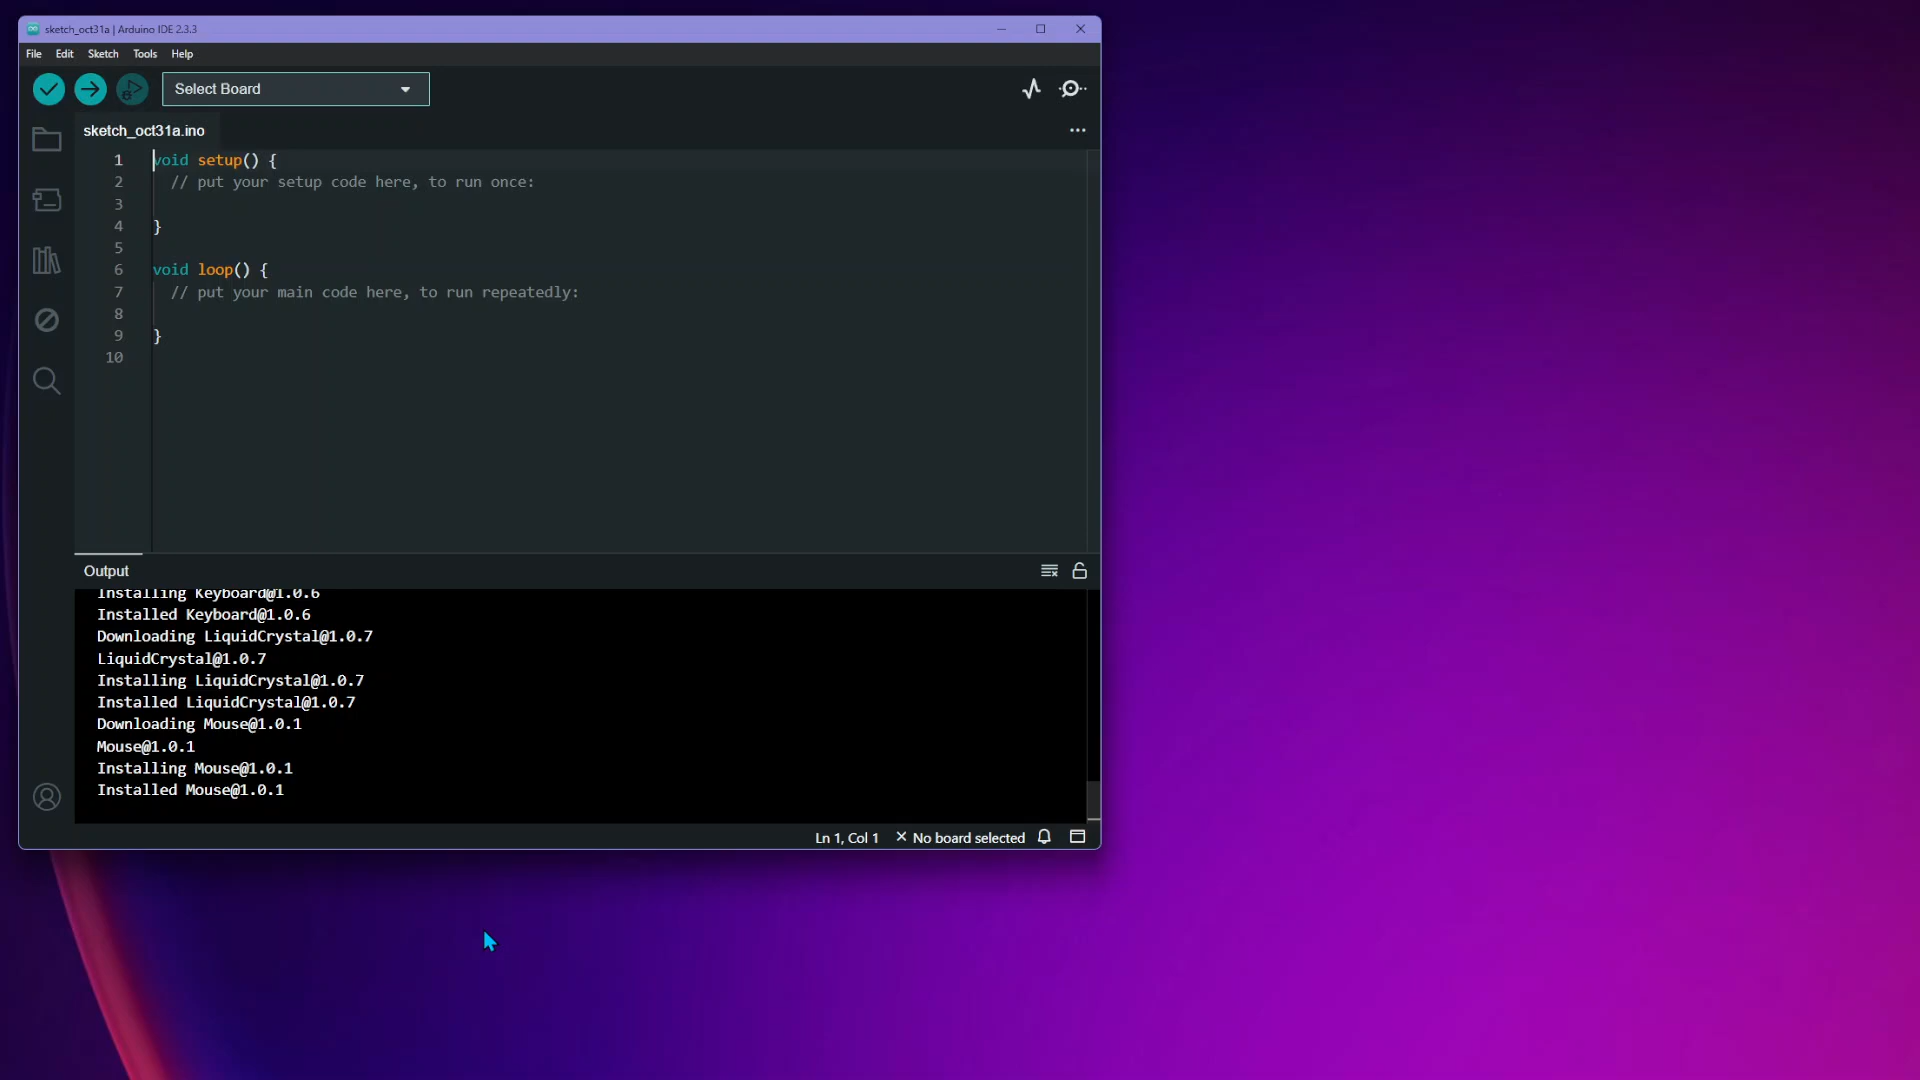 sketch_oct31a | Arduino IDE 2.3.3
File Edit Sketch Tools Help
Select Board
sketch_oct31a.ino
1 void setup() {
2 // put your setup code here, to run once:
3
4 }
5
6 void loop() {
7 // put your main code here, to run repeatedly:
8
9 }
10
Output
Installing Keyboard@1.0.6
Installed Keyboard@1.0.6
Downloading LiquidCrystal@1.0.7
LiquidCrystal@1.0.7
Installing LiquidCrystal@1.0.7
Installed LiquidCrystal@1.0.7
Downloading Mouse@1.0.1
Mouse@1.0.1
Installing Mouse@1.0.1
Installed Mouse@1.0.1
Ln 1, Col 1 × No board selected